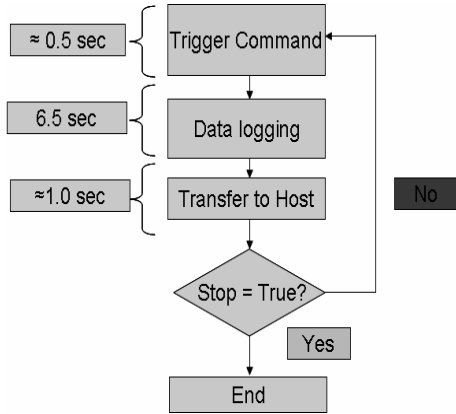 ≈ 0.5 sec
Trigger Command
6.5 sec
Data logging
≈1.0 sec
Transfer to Host
No
Stop = True?
Yes
End